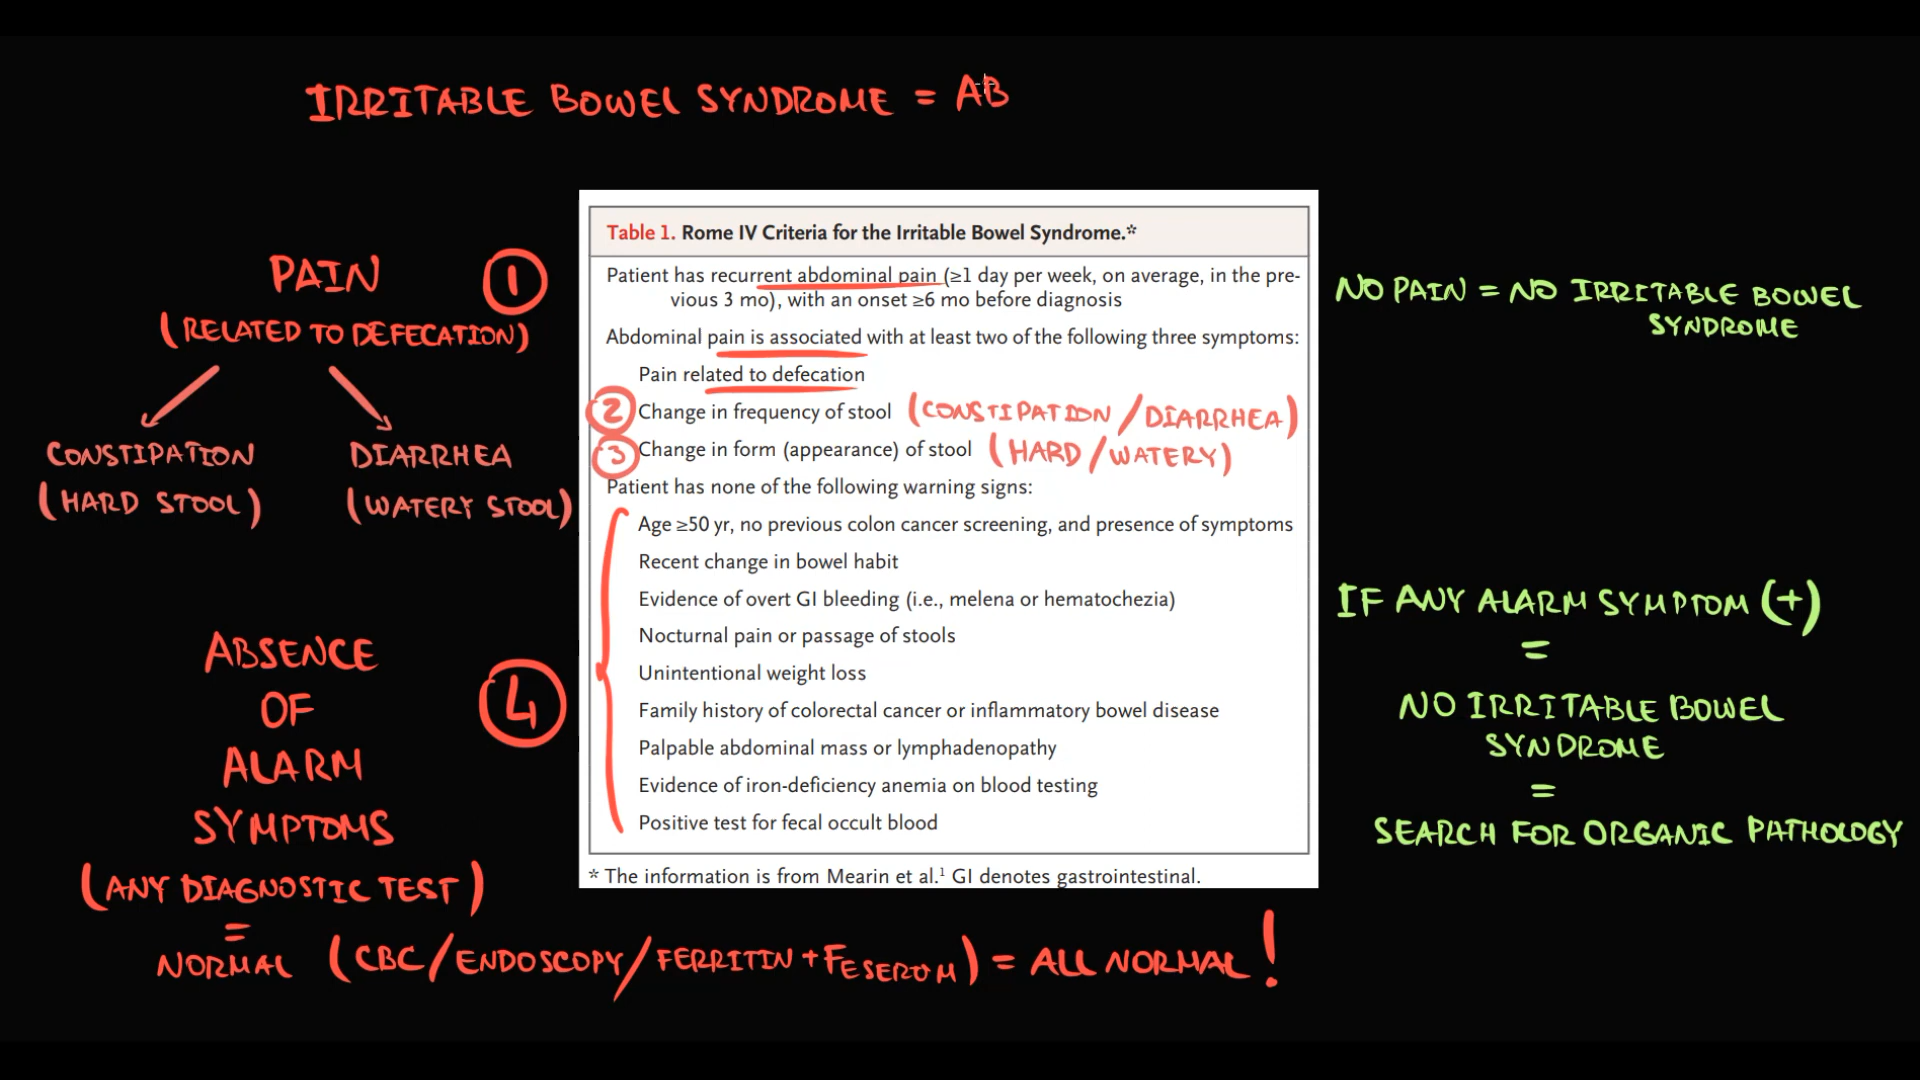 IRRITABLE BOWEL SYNDROME = AB
PAIN
①
(RELATED TO DEFECATION)
CONSTIPATION
(HARD STOOL)
DIARRHEA
(WATERY STOOL)
ABSENCE
OF
ALARM
SYMPTOMS
④
(ANY DIAGNOSTIC TEST)
=
NORMAL (CBC/ENDOSCOPY/FERRITIN + FESEROM) = ALL NORMAL!
Table 1. Rome IV Criteria for the Irritable Bowel Syndrome.*
Patient has recurrent abdominal pain (≥1 day per week, on average, in the pre-
vious 3 mo), with an onset ≥6 mo before diagnosis
Abdominal pain is associated with at least two of the following three symptoms:
Pain related to defecation
② Change in frequency of stool (CONSTIPATION / DIARRHEA)
③ Change in form (appearance) of stool (HARD / WATERY)
Patient has none of the following warning signs:
Age ≥50 yr, no previous colon cancer screening, and presence of symptoms
Recent change in bowel habit
Evidence of overt GI bleeding (i.e., melena or hematochezia)
Nocturnal pain or passage of stools
Unintentional weight loss
Family history of colorectal cancer or inflammatory bowel disease
Palpable abdominal mass or lymphadenopathy
Evidence of iron-deficiency anemia on blood testing
Positive test for fecal occult blood
* The information is from Mearin et al.¹ GI denotes gastrointestinal.
NO PAIN = NO IRRITABLE BOWEL
SYNDROME
IF ANY ALARM SYMPTOM (+)
=
NO IRRITABLE BOWEL
SYNDROME
=
SEARCH FOR ORGANIC PATHOLOGY